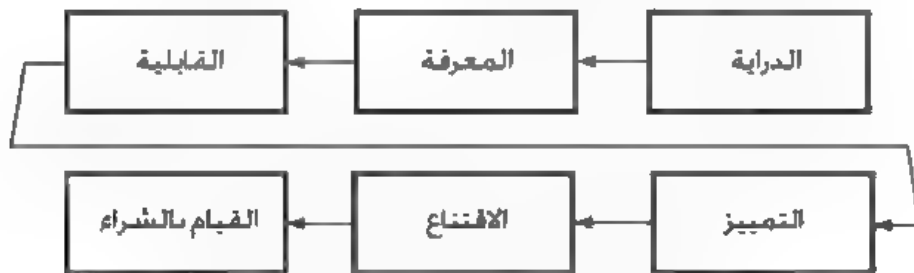 الدراية
المعرفة
القابلية
التمييز
الاقتناع
القيام بالشراء